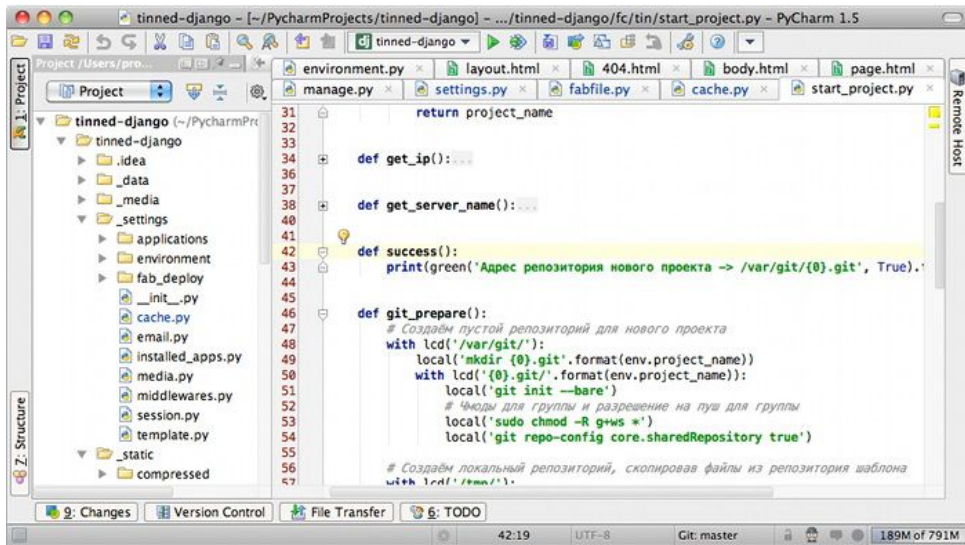 tinned-django – [~/PycharmProjects/tinned-django] – .../tinned-django/fc/tin/start_project.py – PyCharm 1.5
tinned-django
1: Project
Z: Structure
Project /Users/pro...
Project
tinned-django (~/PycharmPr
tinned-django
.idea
_data
_media
_settings
applications
environment
fab_deploy
__init__.py
cache.py
email.py
installed_apps.py
media.py
middlewares.py
session.py
template.py
_static
compressed
environment.py
layout.html
404.html
body.html
page.html
manage.py
settings.py
fabfile.py
cache.py
start_project.py
31 return project_name
32
33
34 def get_ip():...
36
37
38 def get_server_name():...
40
41
42 def success():
43 print(green('Адрес репозитория нового проекта -> /var/git/{0}.git', True).
44
45
46 def git_prepare():
47 # Создаём пустой репозиторий для нового проекта
48 with lcd('/var/git/'):
49 local('mkdir {0}.git'.format(env.project_name))
50 with lcd('{0}.git/'.format(env.project_name)):
51 local('git init --bare')
52 # Чмоды для группы и разрешение на пуш для группы
53 local('sudo chmod -R g+ws *')
54 local('git repo-config core.sharedRepository true')
55
56 # Создаём локальный репозиторий, скопировав файлы из репозитория шаблона
57 with lcd('/tmp/'):
Remote Host
9: Changes
Version Control
File Transfer
6: TODO
42:19
UTF-8
Git: master
189M of 791M